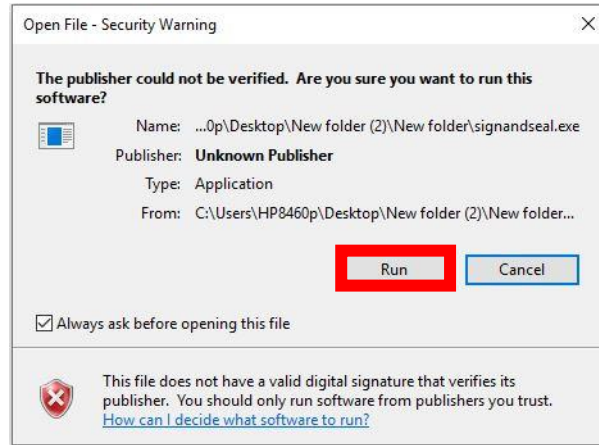 Open File - Security Warning
The publisher could not be verified.  Are you sure you want to run this
software?
Name: ...0p\Desktop\New folder (2)\New folder\signandseal.exe
Publisher: Unknown Publisher
Type: Application
From: C:\Users\HP8460p\Desktop\New folder (2)\New folder...
Run Cancel
Always ask before opening this file
This file does not have a valid digital signature that verifies its
publisher.  You should only run software from publishers you trust.
How can I decide what software to run?